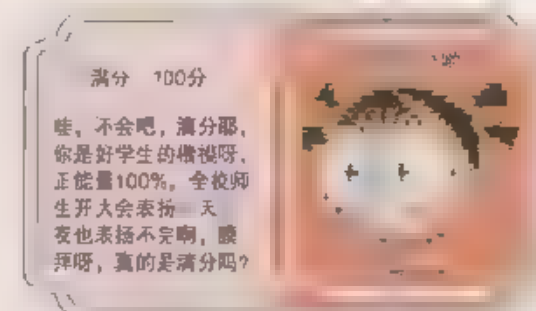 满分 100分
哇，不会吧，满分耶，
你是好学生的楷模呀，
正能量100%，全校师
生开大会表扬一天
夜也表扬不完啊，膜
拜呀，真的是满分吗？